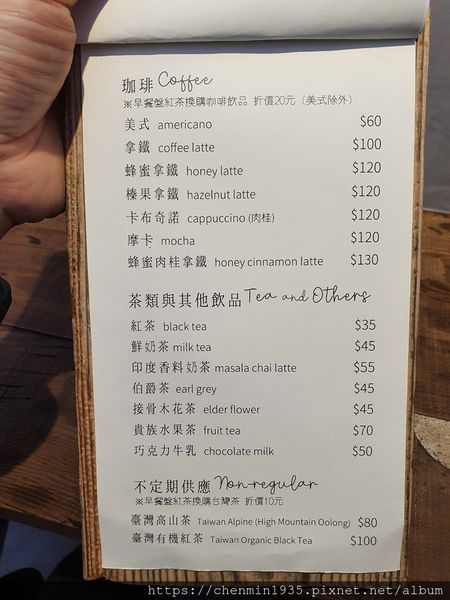 珈琲 Coffee
※早餐盤紅茶換購咖啡飲品 折價20元（美式除外）
美式 americano $60
拿鐵 coffee latte $100
蜂蜜拿鐵 honey latte $120
榛果拿鐵 hazelnut latte $120
卡布奇諾 cappuccino (肉桂) $120
摩卡 mocha $120
蜂蜜肉桂拿鐵 honey cinnamon latte $130
茶類與其他飲品 Tea and Others
紅茶 black tea $35
鮮奶茶 milk tea $45
印度香料奶茶 masala chai latte $55
伯爵茶 earl grey $45
接骨木花茶 elder flower $45
貴族水果茶 fruit tea $70
巧克力牛乳 chocolate milk $50
不定期供應 Non-regular
※早餐盤紅茶換購台灣茶 折價10元
臺灣高山茶 Taiwan Alpine (High Mountain Oolong) $80
臺灣有機紅茶 Taiwan Organic Black Tea $100
https://chenmin1935.pixnet.net/album